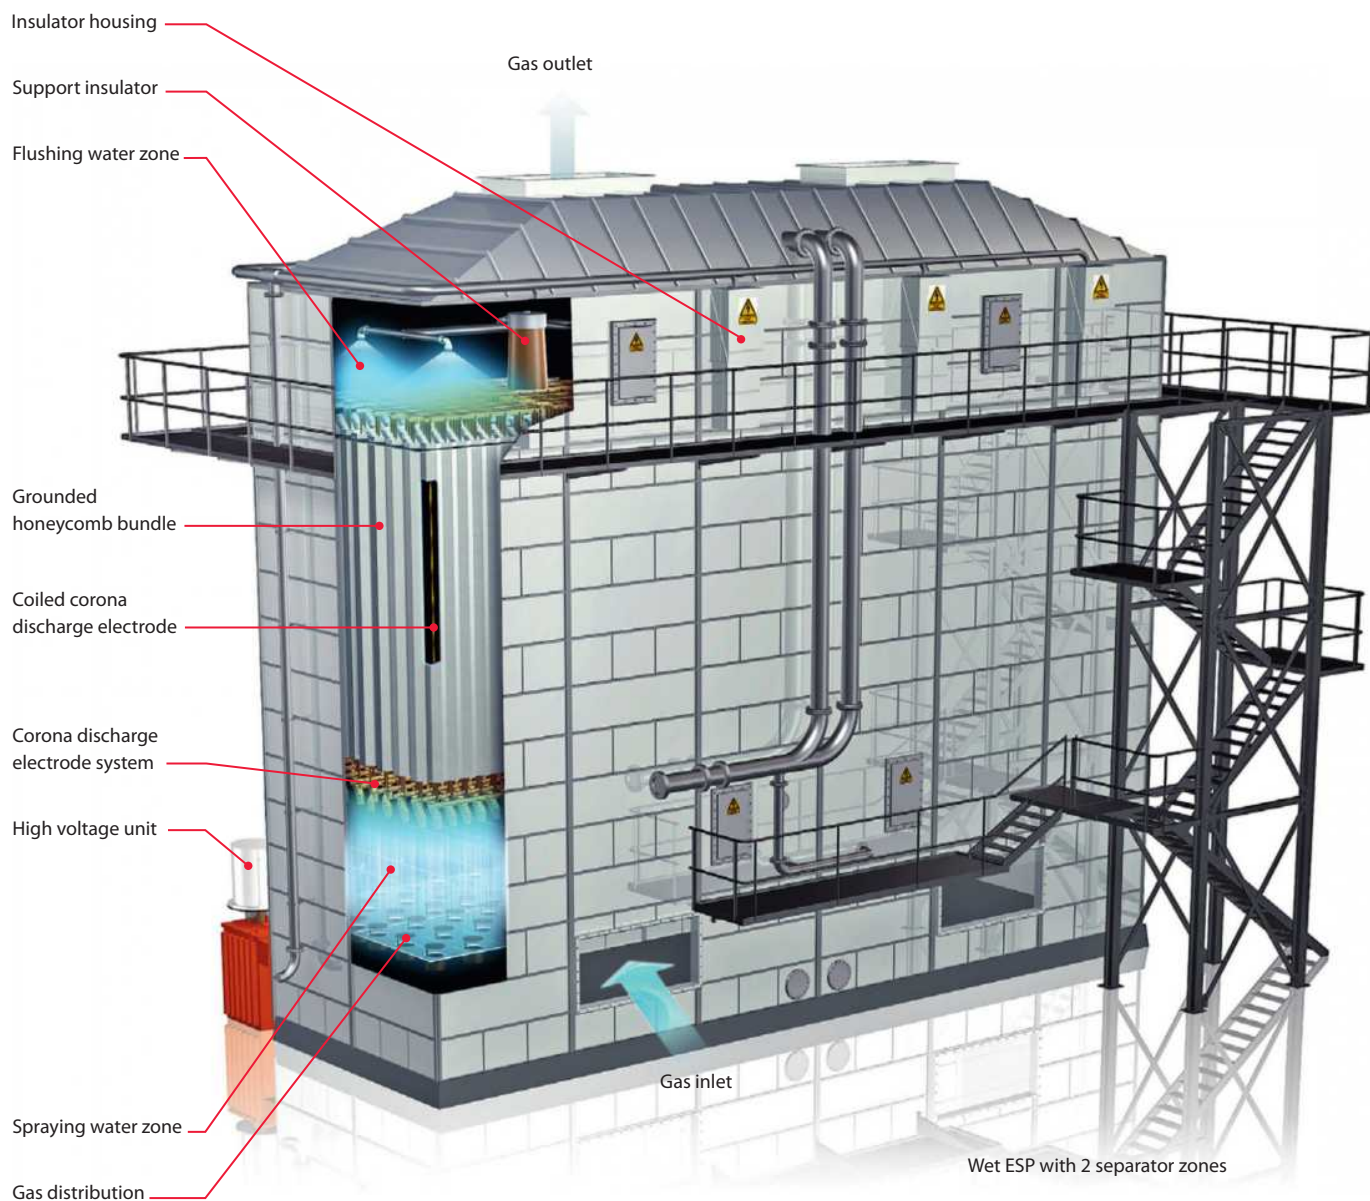 Insulator housing
Gas outlet
Support insulator
Flushing water zone
Grounded
honeycomb bundle
Coiled corona
discharge electrode
Corona discharge
electrode system
High voltage unit
Gas inlet
Spraying water zone
Wet ESP with 2 separator zones
Gas distribution